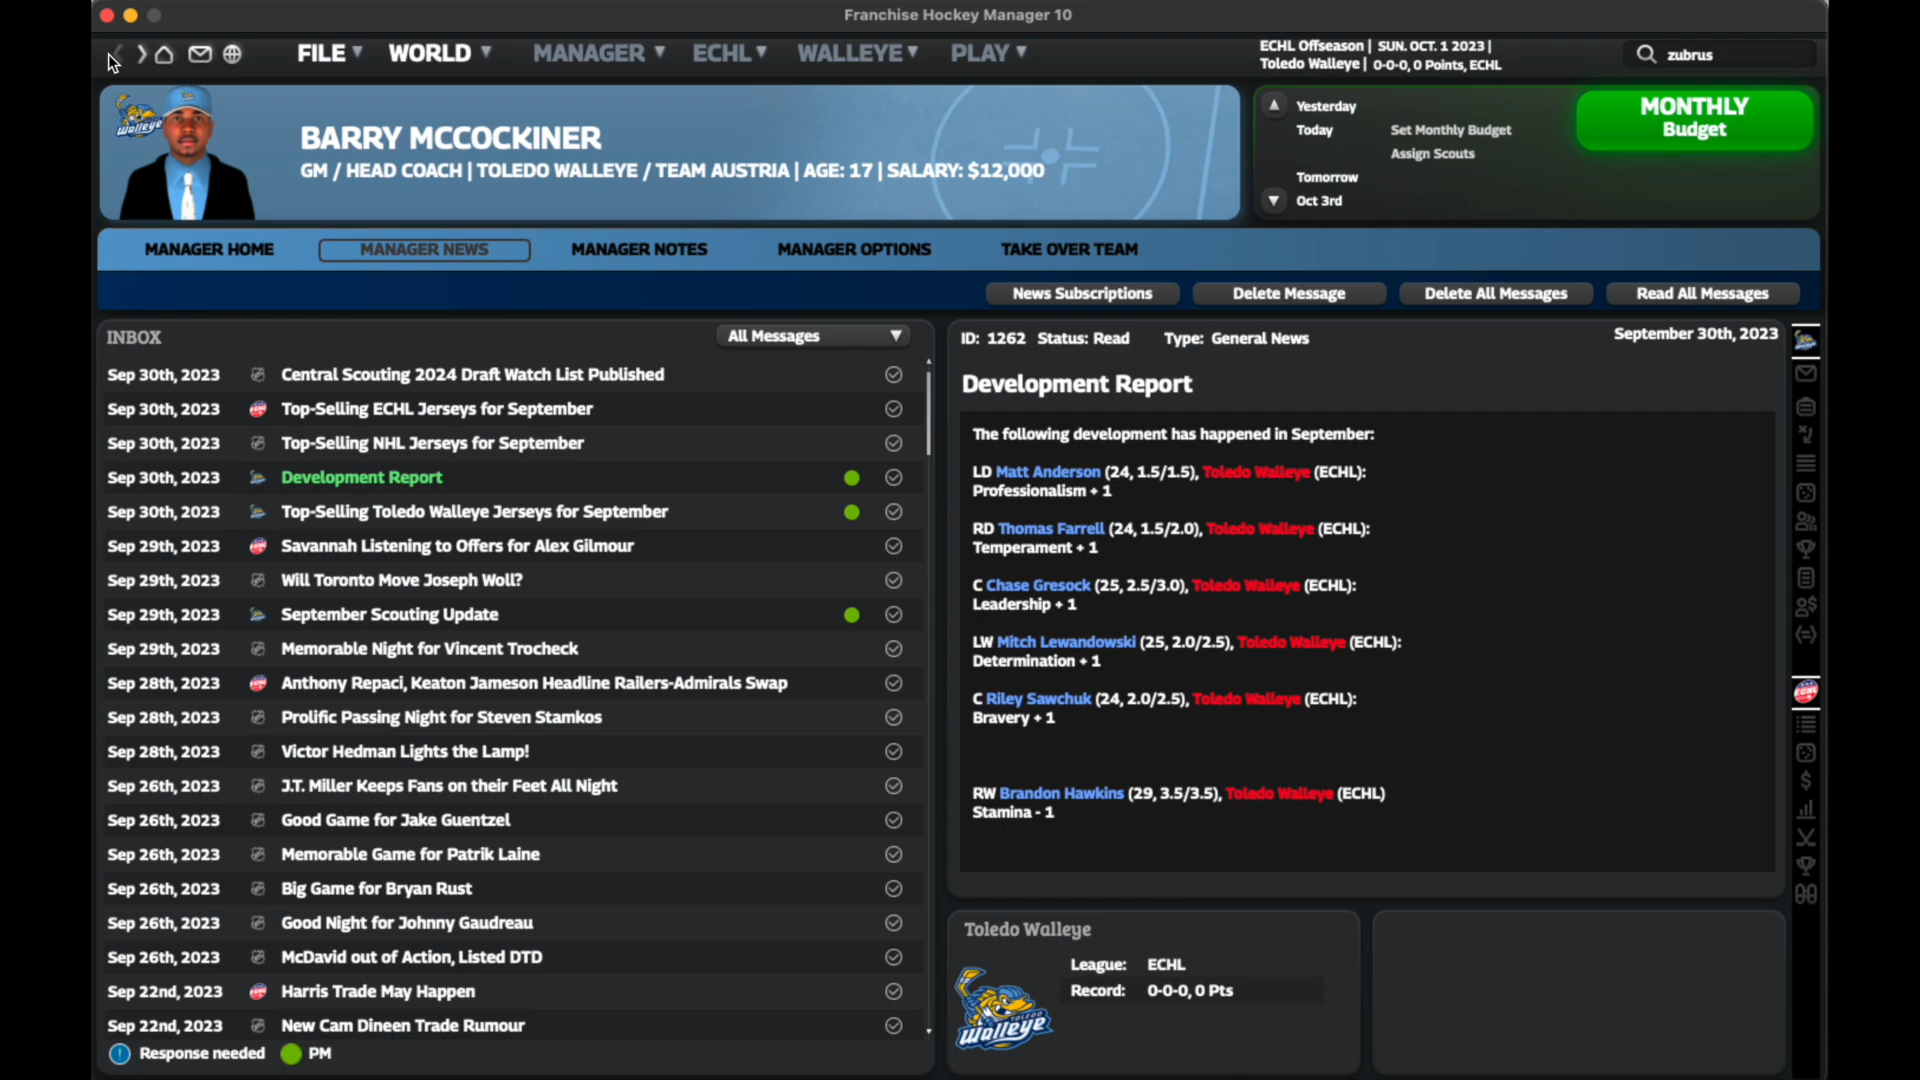 Franchise Hockey Manager 10
FILE WORLD MANAGER ECHL WALLEYE PLAY
ECHL Offseason | SUN. OCT. 1 2023 |
Toledo Walleye | 0-0-0, 0 Points, ECHL
zubrus
Walleye
BARRY MCCOCKINER
GM / HEAD COACH | TOLEDO WALLEYE / TEAM AUSTRIA | AGE: 17 | SALARY: $12,000
Yesterday
Today Set Monthly Budget
Assign Scouts
Tomorrow
Oct 3rd
MONTHLY
Budget
MANAGER HOME MANAGER NEWS MANAGER NOTES MANAGER OPTIONS TAKE OVER TEAM
News Subscriptions Delete Message Delete All Messages Read All Messages
INBOX All Messages
Sep 30th, 2023 Central Scouting 2024 Draft Watch List Published
Sep 30th, 2023 Top-Selling ECHL Jerseys for September
Sep 30th, 2023 Top-Selling NHL Jerseys for September
Sep 30th, 2023 Development Report
Sep 30th, 2023 Top-Selling Toledo Walleye Jerseys for September
Sep 29th, 2023 Savannah Listening to Offers for Alex Gilmour
Sep 29th, 2023 Will Toronto Move Joseph Woll?
Sep 29th, 2023 September Scouting Update
Sep 29th, 2023 Memorable Night for Vincent Trocheck
Sep 28th, 2023 Anthony Repaci, Keaton Jameson Headline Railers-Admirals Swap
Sep 28th, 2023 Prolific Passing Night for Steven Stamkos
Sep 28th, 2023 Victor Hedman Lights the Lamp!
Sep 26th, 2023 J.T. Miller Keeps Fans on their Feet All Night
Sep 26th, 2023 Good Game for Jake Guentzel
Sep 26th, 2023 Memorable Game for Patrik Laine
Sep 26th, 2023 Big Game for Bryan Rust
Sep 26th, 2023 Good Night for Johnny Gaudreau
Sep 26th, 2023 McDavid out of Action, Listed DTD
Sep 22nd, 2023 Harris Trade May Happen
Sep 22nd, 2023 New Cam Dineen Trade Rumour
Response needed PM
ID: 1262 Status: Read Type: General News September 30th, 2023
Development Report
The following development has happened in September:
LD Matt Anderson (24, 1.5/1.5), Toledo Walleye (ECHL):
Professionalism + 1
RD Thomas Farrell (24, 1.5/2.0), Toledo Walleye (ECHL):
Temperament + 1
C Chase Gresock (25, 2.5/3.0), Toledo Walleye (ECHL):
Leadership + 1
LW Mitch Lewandowski (25, 2.0/2.5), Toledo Walleye (ECHL):
Determination + 1
C Riley Sawchuk (24, 2.0/2.5), Toledo Walleye (ECHL):
Bravery + 1
RW Brandon Hawkins (29, 3.5/3.5), Toledo Walleye (ECHL)
Stamina - 1
Toledo Walleye
League: ECHL
Record: 0-0-0, 0 Pts
TOLEDO
Walleye
ECHL